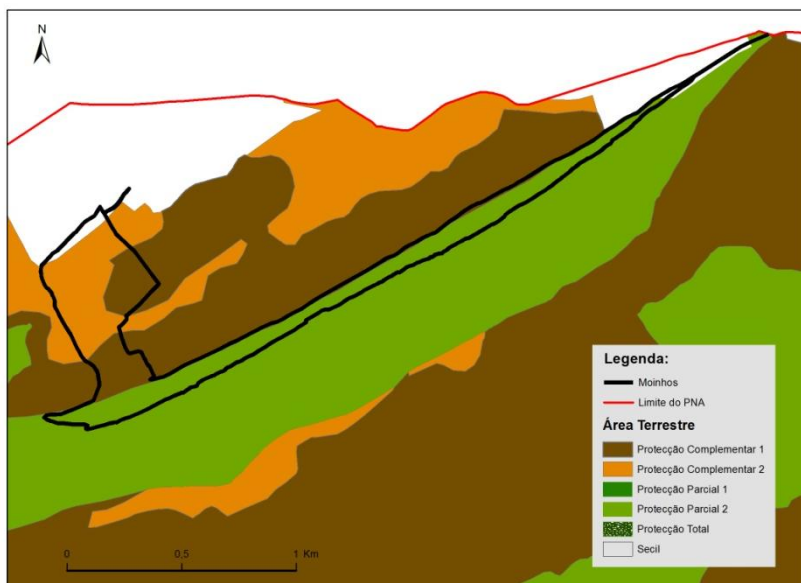 N
Legenda:
Moinhos
Limite do PNA
Área Terrestre
Protecção Complementar 1
Protecção Complementar 2
Protecção Parcial 1
Protecção Parcial 2
Protecção Total
Secil
0 0,5 1 Km